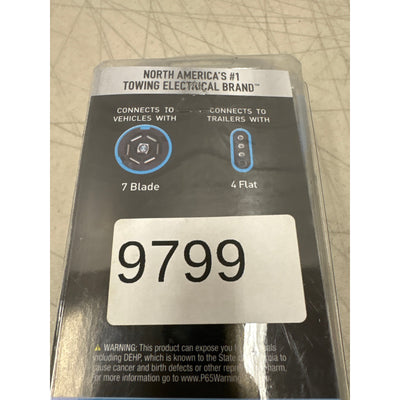 NORTH AMERICA'S #1
TOWING ELECTRICAL BRAND™
CONNECTS TO
VEHICLES WITH
CONNECTS TO
TRAILERS WITH
7 Blade
4 Flat
9799
WARNING: This product can expose you
including DEHP, which is known to the State to
cause cancer and birth defects or other harm.
For more information go to